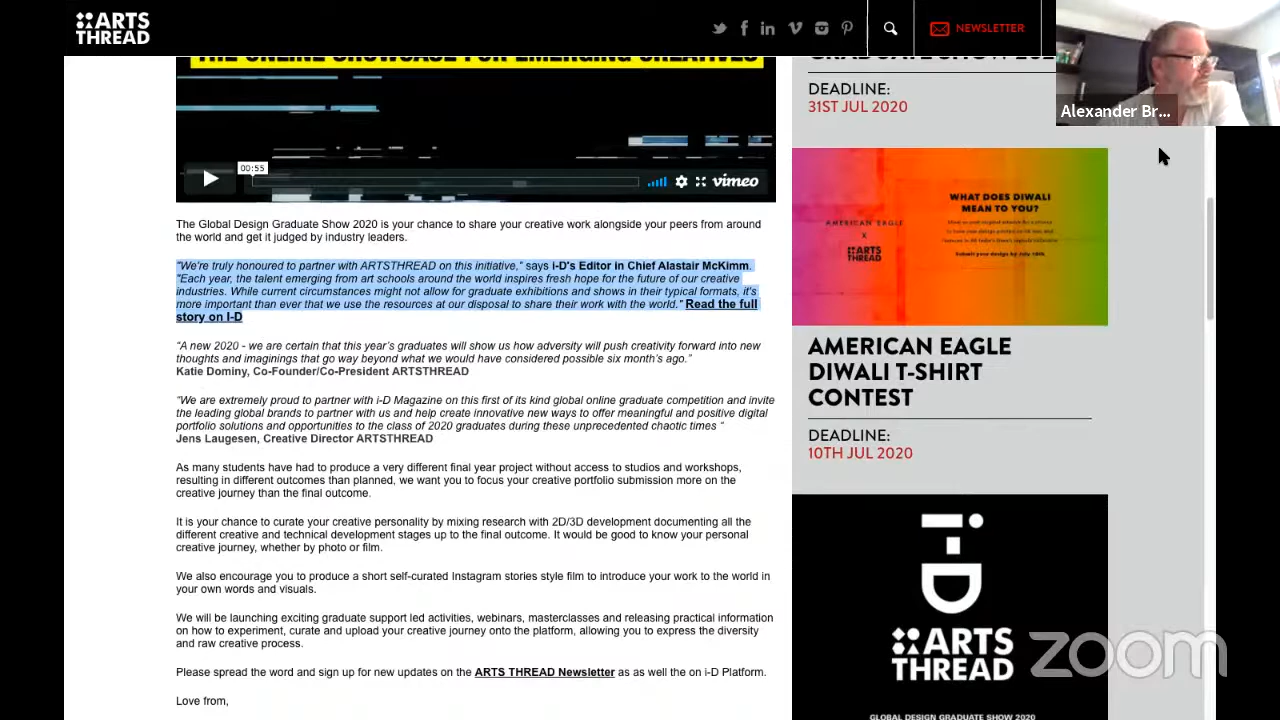 ARTS
THREAD
NEWSLETTER
THE ONLINE SHOWCASE FOR EMERGING CREATIVES
GRADUATE SHOW 202
DEADLINE:
31ST JUL 2020
Alexander Br...
00:55
vimeo
The Global Design Graduate Show 2020 is your chance to share your creative work alongside your peers from around
the world and get it judged by industry leaders.
"We're truly honoured to partner with ARTSTHREAD on this initiative," says i-D's Editor in Chief Alastair McKimm.
"Each year, the talent emerging from art schools around the world inspires fresh hope for the future of our creative
industries. While current circumstances might not allow for graduate exhibitions and shows in their typical formats, it's
more important than ever that we use the resources at our disposal to share their work with the world." Read the full
story on I-D
“A new 2020 - we are certain that this year’s graduates will show us how adversity will push creativity forward into new
thoughts and imaginings that go way beyond what we would have considered possible six month’s ago.”
Katie Dominy, Co-Founder/Co-President ARTSTHREAD
“We are extremely proud to partner with i-D Magazine on this first of its kind global online graduate competition and invite
the leading global brands to partner with us and help create innovative new ways to offer meaningful and positive digital
portfolio solutions and opportunities to the class of 2020 graduates during these unprecedented chaotic times “
Jens Laugesen, Creative Director ARTSTHREAD
As many students have had to produce a very different final year project without access to studios and workshops,
resulting in different outcomes than planned, we want you to focus your creative portfolio submission more on the
creative journey than the final outcome.
It is your chance to curate your creative personality by mixing research with 2D/3D development documenting all the
different creative and technical development stages up to the final outcome. It would be good to know your personal
creative journey, whether by photo or film.
We also encourage you to produce a short self-curated Instagram stories style film to introduce your work to the world in
your own words and visuals.
We will be launching exciting graduate support led activities, webinars, masterclasses and releasing practical information
on how to experiment, curate and upload your creative journey onto the platform, allowing you to express the diversity
and raw creative process.
Please spread the word and sign up for new updates on the ARTS THREAD Newsletter as as well the on i-D Platform.
Love from,
AMERICAN EAGLE
X
ARTS
THREAD
WHAT DOES DIWALI
MEAN TO YOU?
Submit your design by July 10th
AMERICAN EAGLE
DIWALI T-SHIRT
CONTEST
DEADLINE:
10TH JUL 2020
i-D
ARTS
THREAD
GLOBAL DESIGN GRADUATE SHOW 2020
zoom